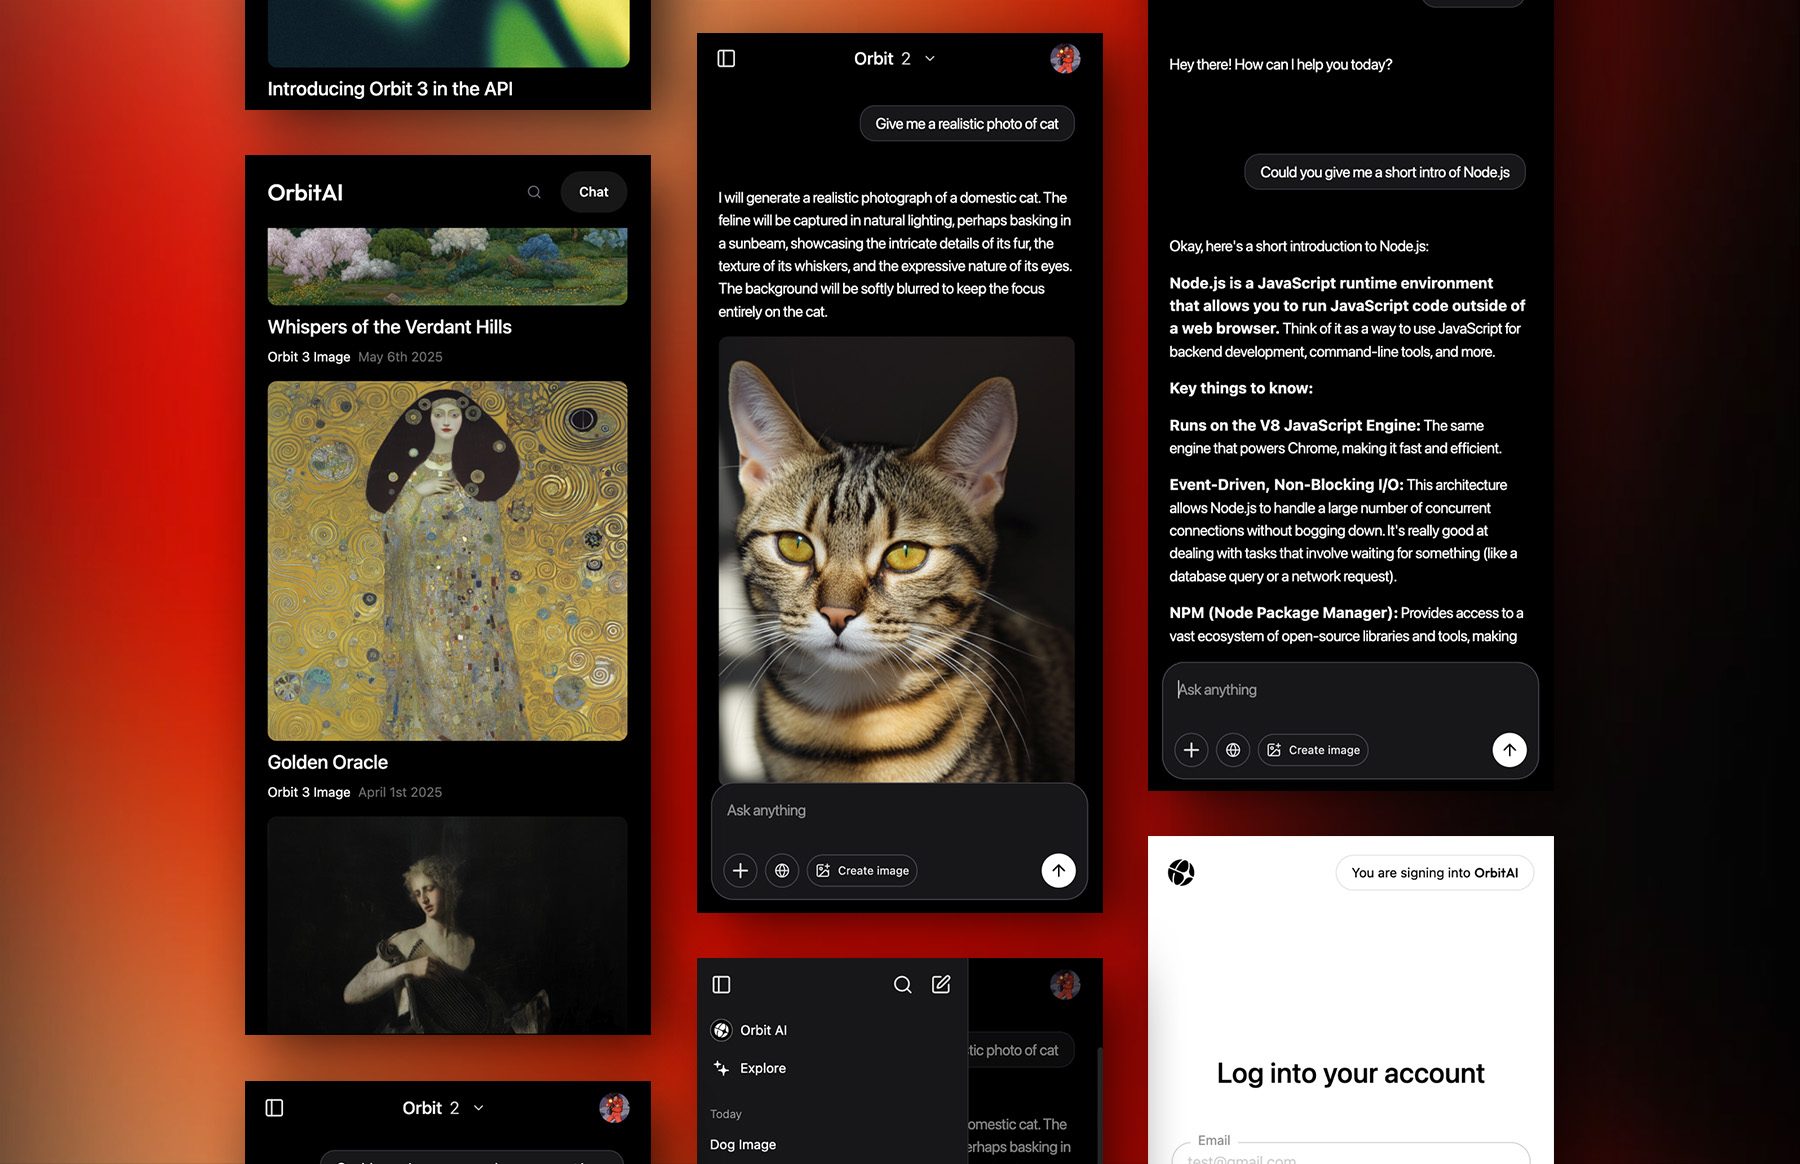 Introducing Orbit 3 in the API
OrbitAI
Chat
Whispers of the Verdant Hills
Orbit 3 Image May 6th 2025
Golden Oracle
Orbit 3 Image April 1st 2025
Orbit 2
Orbit 2
Give me a realistic photo of cat
I will generate a realistic photograph of a domestic cat. The
feline will be captured in natural lighting, perhaps basking in
a sunbeam, showcasing the intricate details of its fur, the
texture of its whiskers, and the expressive nature of its eyes.
The background will be softly blurred to keep the focus
entirely on the cat.
Ask anything
Create image
Orbit AI
Explore
Today
Dog Image
tic photo of cat
omestic cat. The
erhaps basking in
Hey there! How can I help you today?
Could you give me a short intro of Node.js
Okay, here's a short introduction to Node.js:
Node.js is a JavaScript runtime environment
that allows you to run JavaScript code outside of
a web browser. Think of it as a way to use JavaScript for
backend development, command-line tools, and more.
Key things to know:
Runs on the V8 JavaScript Engine: The same
engine that powers Chrome, making it fast and efficient.
Event-Driven, Non-Blocking I/O: This architecture
allows Node.js to handle a large number of concurrent
connections without bogging down. It's really good at
dealing with tasks that involve waiting for something (like a
database query or a network request).
NPM (Node Package Manager): Provides access to a
vast ecosystem of open-source libraries and tools, making
Ask anything
Create image
You are signing into OrbitAI
Log into your account
Email
test@gmail.com